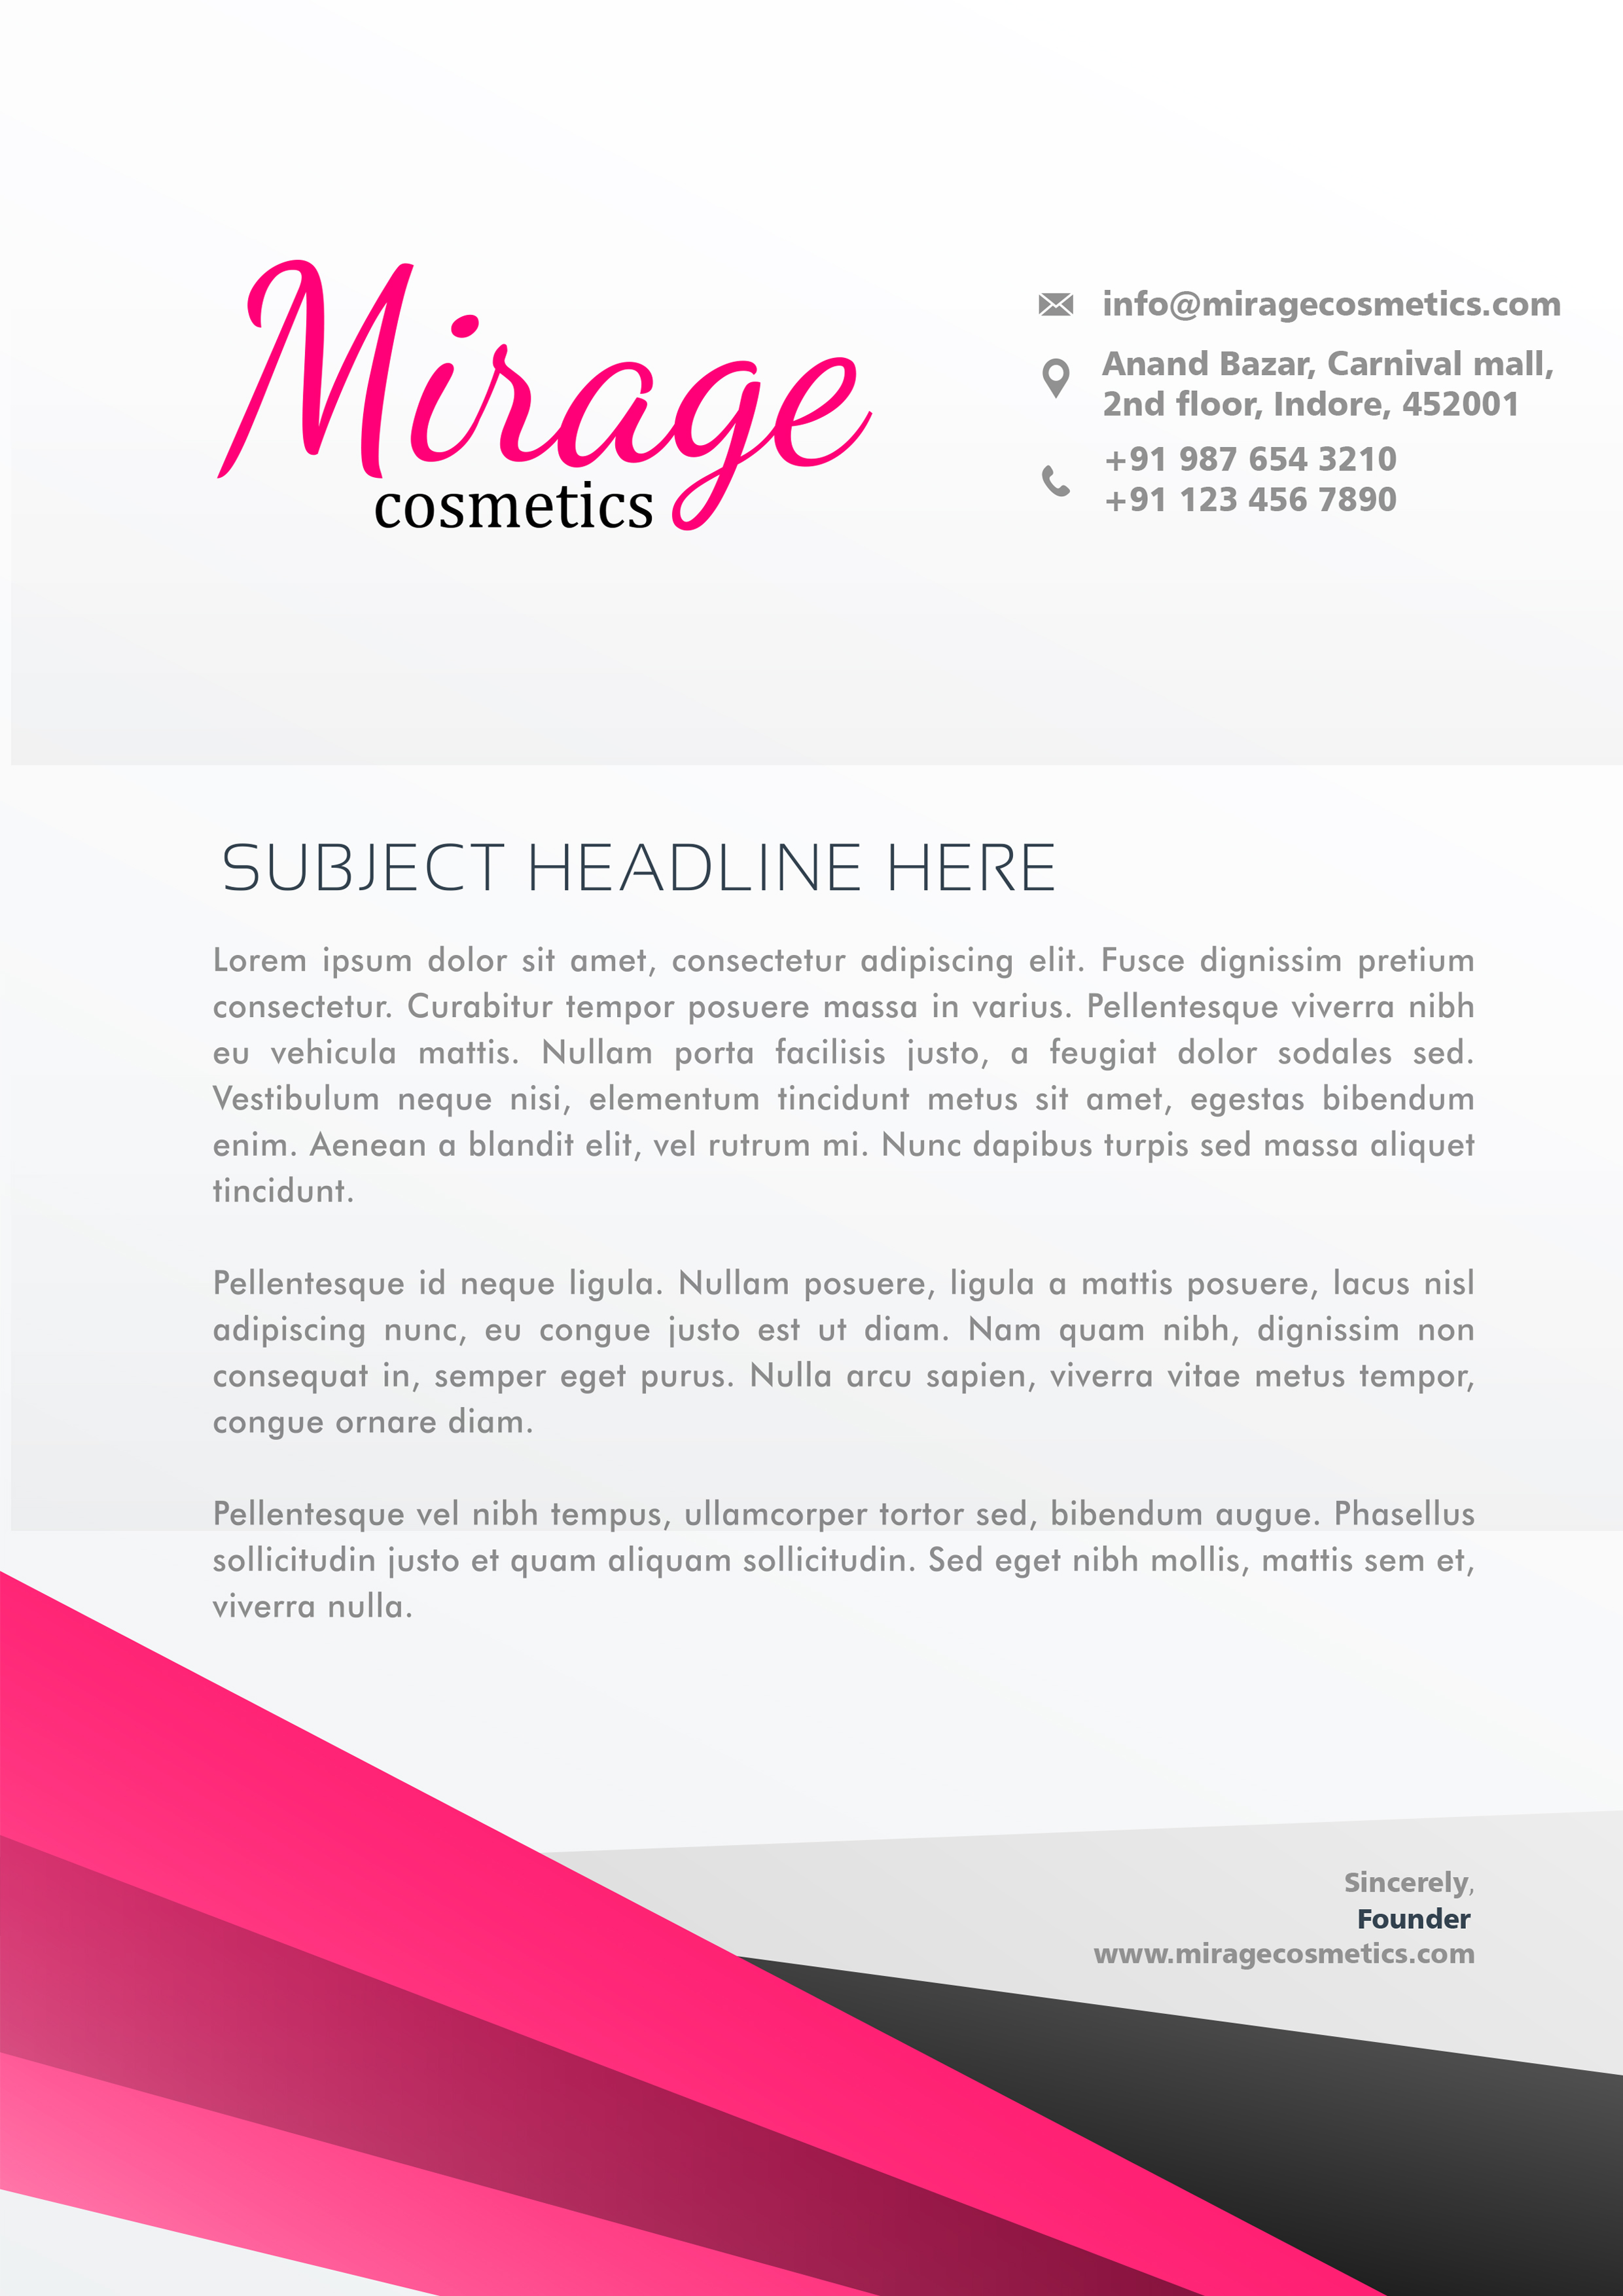 Mirage
cosmetics
info@miragecosmetics.com
Anand Bazar, Carnival mall,
2nd floor, Indore, 452001
+91 987 654 3210
+91 123 456 7890
SUBJECT HEADLINE HERE
Lorem ipsum dolor sit amet, consectetur adipiscing elit. Fusce dignissim pretium
consectetur. Curabitur tempor posuere massa in varius. Pellentesque viverra nibh
eu vehicula mattis. Nullam porta facilisis justo, a feugiat dolor sodales sed.
Vestibulum neque nisi, elementum tincidunt metus sit amet, egestas bibendum
enim. Aenean a blandit elit, vel rutrum mi. Nunc dapibus turpis sed massa aliquet
tincidunt.
Pellentesque id neque ligula. Nullam posuere, ligula a mattis posuere, lacus nisl
adipiscing nunc, eu congue justo est ut diam. Nam quam nibh, dignissim non
consequat in, semper eget purus. Nulla arcu sapien, viverra vitae metus tempor,
congue ornare diam.
Pellentesque vel nibh tempus, ullamcorper tortor sed, bibendum augue. Phasellus
sollicitudin justo et quam aliquam sollicitudin. Sed eget nibh mollis, mattis sem et,
viverra nulla.
Sincerely,
Founder
www.miragecosmetics.com